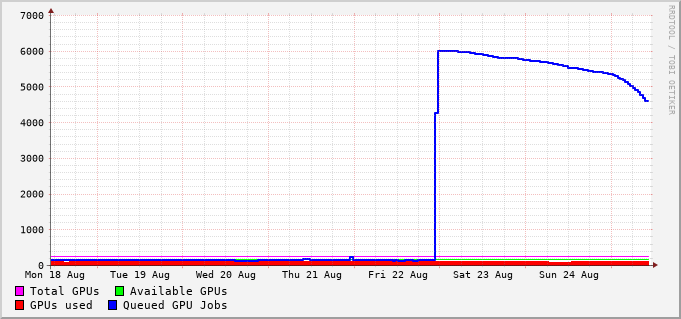 RRDTOOL / TOBI OETIKER
7000
6000
5000
4000
3000
2000
1000
0
Mon 18 Aug Tue 19 Aug Wed 20 Aug Thu 21 Aug Fri 22 Aug Sat 23 Aug Sun 24 Aug
Total GPUs Available GPUs
GPUs used Queued GPU Jobs